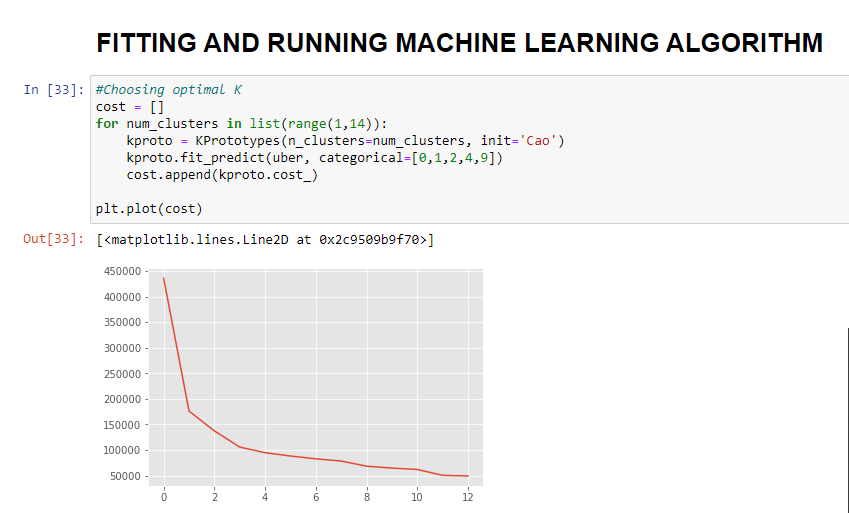 FITTING AND RUNNING MACHINE LEARNING ALGORITHM
In [33]:
#Choosing optimal K
cost = []
for num_clusters in list(range(1,14)):
    kproto = KPrototypes(n_clusters=num_clusters, init='Cao')
    kproto.fit_predict(uber, categorical=[0,1,2,4,9])
    cost.append(kproto.cost_)
plt.plot(cost)
Out[33]: [<matplotlib.lines.Line2D at 0x2c9509b9f70>]
450000
400000
350000
300000
250000
200000
150000
100000
50000
0 2 4 6 8 10 12